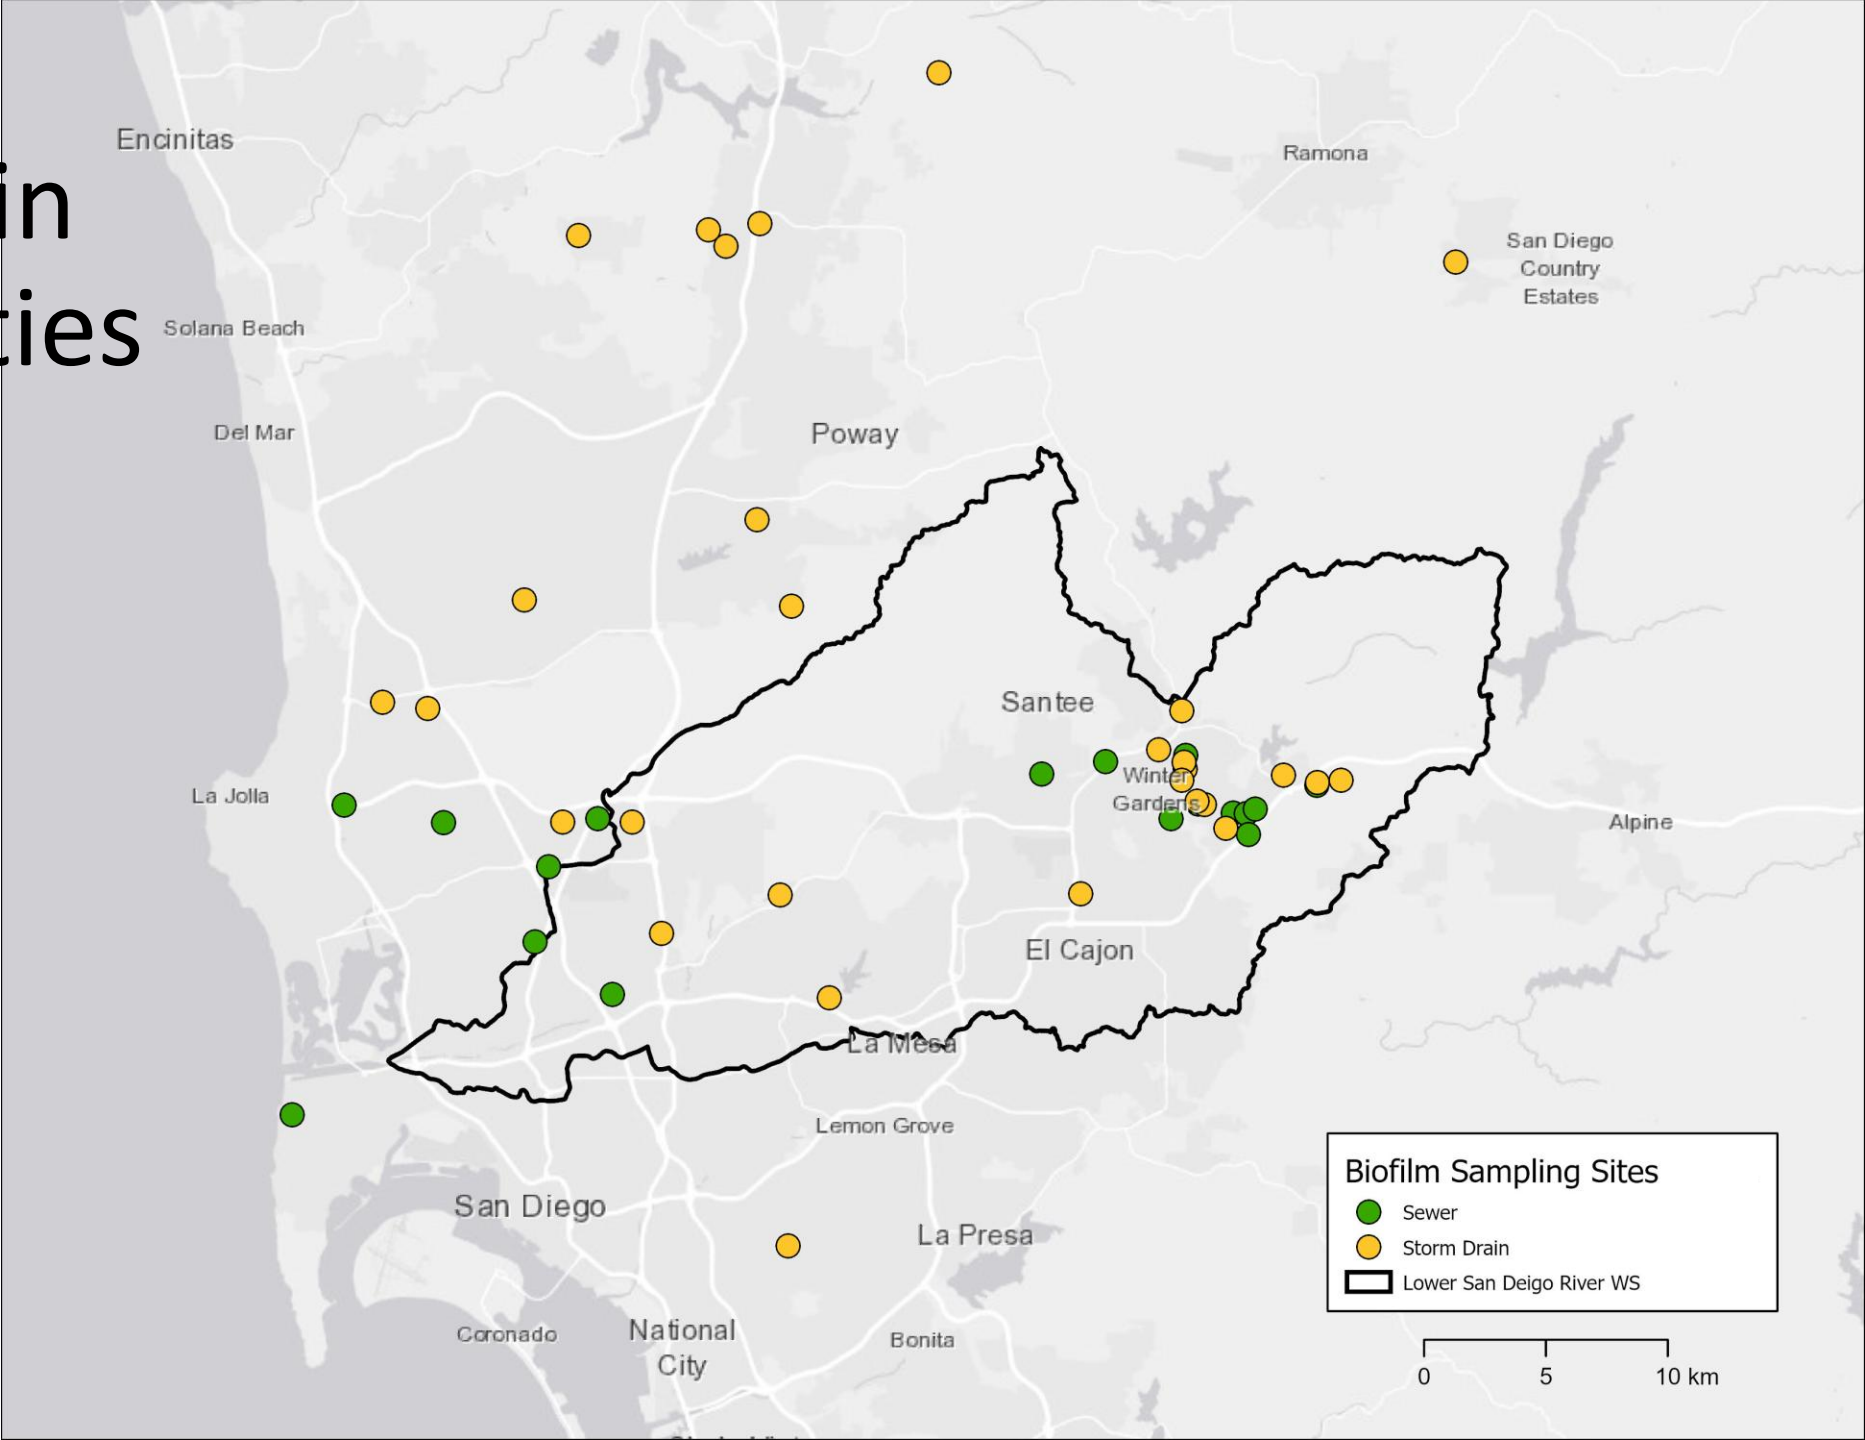 in
ties
Encinitas
Ramona
San Diego
Country
Estates
Solana Beach
Del Mar
Poway
Santee
Winter
Gardens
La Jolla
Alpine
El Cajon
La Mesa
Lemon Grove
San Diego
La Presa
Coronado
National
City
Bonita
Biofilm Sampling Sites
Sewer
Storm Drain
Lower San Deigo River WS
0 5 10 km